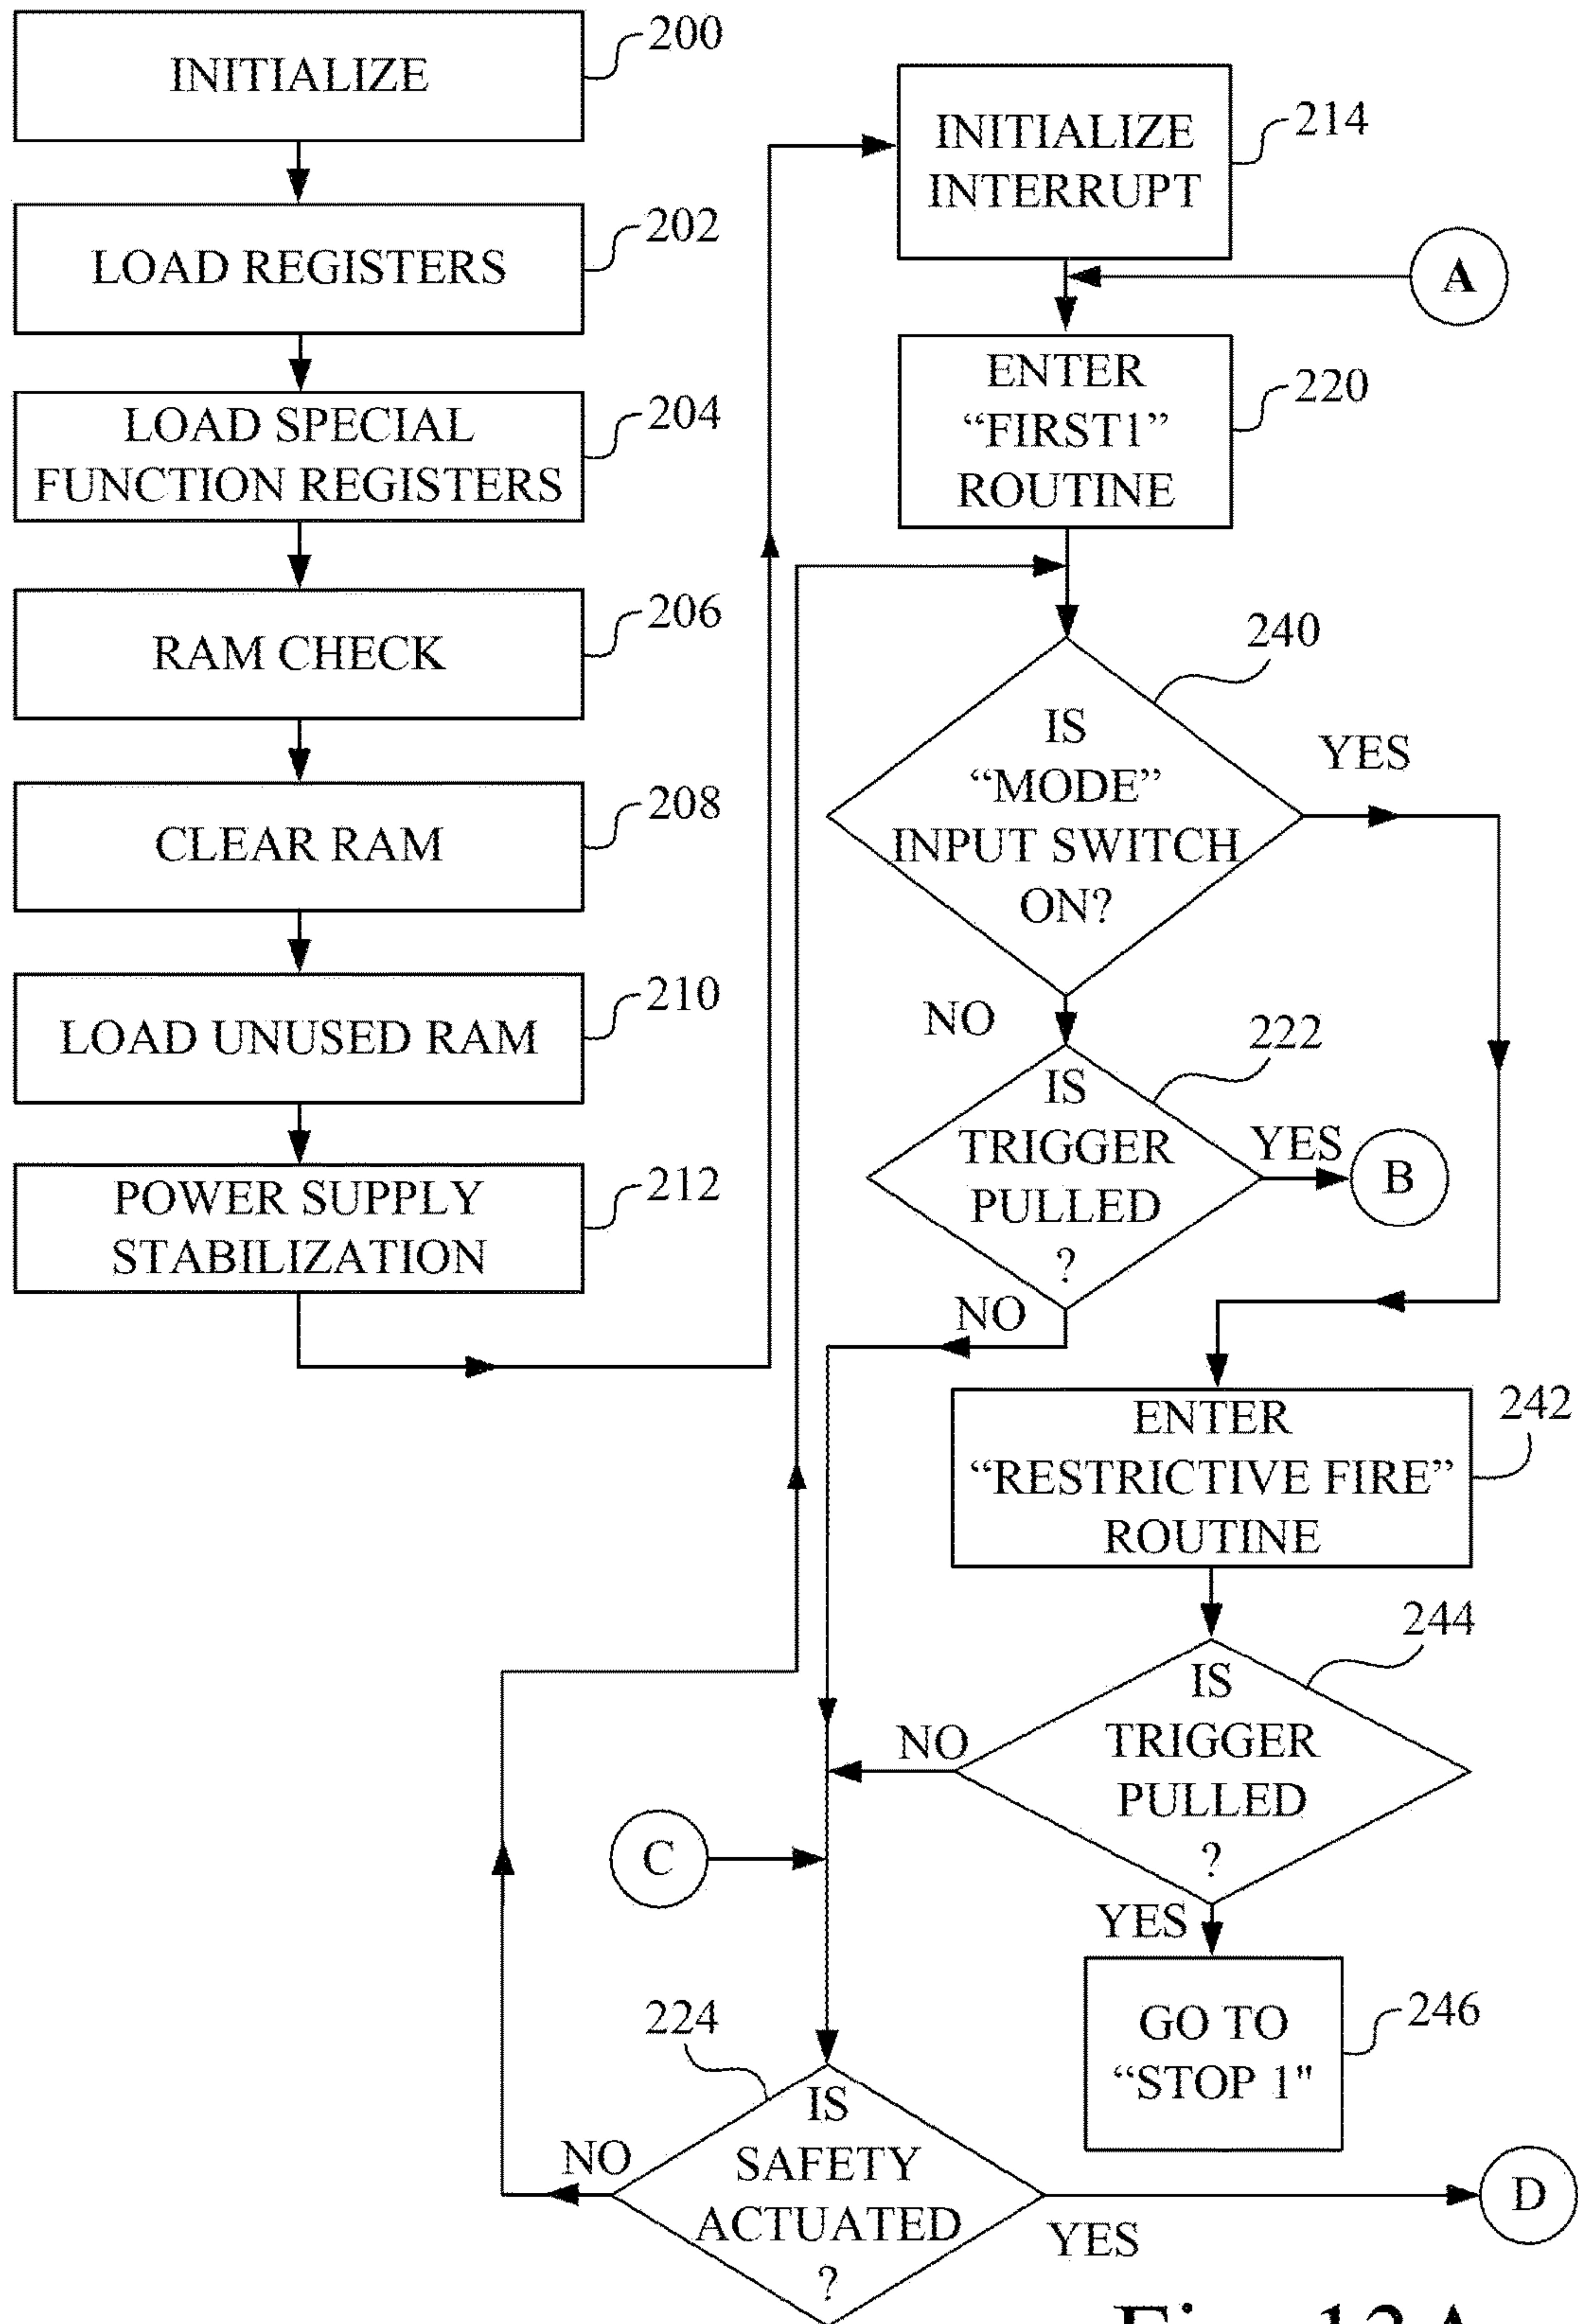 INITIALIZE
200
LOAD REGISTERS
202
LOAD SPECIAL
FUNCTION REGISTERS
204
RAM CHECK
206
CLEAR RAM
208
LOAD UNUSED RAM
210
POWER SUPPLY
STABILIZATION
212
INITIALIZE
INTERRUPT
214
A
ENTER
“FIRST1”
ROUTINE
220
240
IS
“MODE”
INPUT SWITCH
ON?
YES
NO
222
IS
TRIGGER
PULLED
?
YES
B
NO
ENTER
“RESTRICTIVE FIRE”
ROUTINE
242
244
IS
TRIGGER
PULLED
?
NO
C
YES
GO TO
“STOP 1"
246
224
IS
SAFETY
ACTUATED
?
NO
YES
D